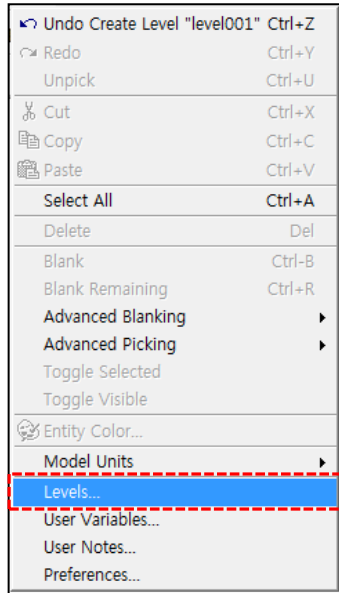 Undo Create Level "level001" Ctrl+Z
Redo Ctrl+Y
Unpick Ctrl+U
Cut Ctrl+X
Copy Ctrl+C
Paste Ctrl+V
Select All Ctrl+A
Delete Del
Blank Ctrl-B
Blank Remaining Ctrl+R
Advanced Blanking
Advanced Picking
Toggle Selected
Toggle Visible
Entity Color...
Model Units
Levels...
User Variables...
User Notes...
Preferences...